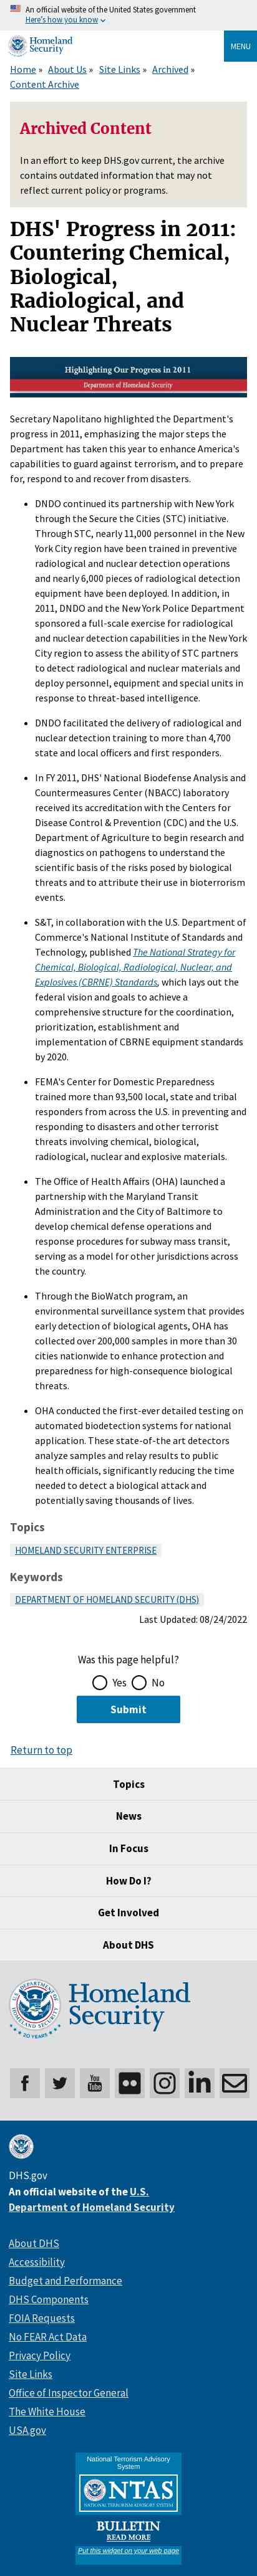 An official website of the United States government
Here's how you know
Homeland
Security
MENU
Home » About Us » Site Links » Archived »
Content Archive
Archived Content
In an effort to keep DHS.gov current, the archive
contains outdated information that may not
reflect current policy or programs.
DHS' Progress in 2011:
Countering Chemical,
Biological,
Radiological, and
Nuclear Threats
Highlighting Our Progress in 2011
Department of Homeland Security
Secretary Napolitano highlighted the Department's
progress in 2011, emphasizing the major steps the
Department has taken this year to enhance America's
capabilities to guard against terrorism, and to prepare
for, respond to and recover from disasters.
• DNDO continued its partnership with New York
through the Secure the Cities (STC) initiative.
Through STC, nearly 11,000 personnel in the New
York City region have been trained in preventive
radiological and nuclear detection operations
and nearly 6,000 pieces of radiological detection
equipment have been deployed. In addition, in
2011, DNDO and the New York Police Department
sponsored a full-scale exercise for radiological
and nuclear detection capabilities in the New York
region to assess the ability of STC partners
to detect radiological and nuclear materials and
deploy personnel, equipment and special units in
response to threat-based intelligence.
• DNDO facilitated the delivery of radiological and
nuclear detection training to more than 4,700
state and local officers and first responders.
• In FY 2011, DHS' National Biodefense Analysis and
Countermeasures Center (NBACC) laboratory
received its accreditation with the Centers for
Disease Control & Prevention (CDC) and the U.S.
Department of Agriculture to begin research and
diagnostics on pathogens to understand the
scientific basis of the risks posed by biological
threats and to attribute their use in bioterrorism
events.
• S&T, in collaboration with the U.S. Department of
Commerce's National Institute of Standards and
Technology, published The National Strategy for
Chemical, Biological, Radiological, Nuclear, and
Explosives (CBRNE) Standards, which lays out the
federal vision and goals to achieve a
comprehensive structure for the coordination,
prioritization, establishment and
implementation of CBRNE equipment standards
by 2020.
• FEMA's Center for Domestic Preparedness
trained more than 93,500 local, state and tribal
responders from across the U.S. in preventing and
responding to disasters and other terrorist
threats involving chemical, biological,
radiological, nuclear and explosive materials.
• The Office of Health Affairs (OHA) launched a
partnership with the Maryland Transit
Administration and the City of Baltimore to
develop chemical defense operations and
response protocols for a subway mass transit
system, serving as a model for other jurisdictions across
the country.
• Through the BioWatch program, an
environmental surveillance system that provides
early detection of biological agents, OHA has
collected over 200,000 samples in more than 30
cities nationwide to enhance protection and
preparedness for high-consequence biological
threats.
• OHA conducted the first-ever detailed testing on
automated biodetection systems for national
application. These state-of-the art detectors
analyze samples and relay results to public
health officials, significantly reducing the time
needed to detect a biological attack and
potentially saving thousands of lives.
Topics
HOMELAND SECURITY ENTERPRISE
Keywords
DEPARTMENT OF HOMELAND SECURITY (DHS)
Last Updated: 08/24/2022
Was this page helpful?
Yes No
Submit
Return to top
Topics
News
In Focus
How Do I?
Get Involved
About DHS
Homeland
Security
20 YEARS
DHS.gov
An official website of the U.S.
Department of Homeland Security
About DHS
Accessibility
Budget and Performance
DHS Components
FOIA Requests
No FEAR Act Data
Privacy Policy
Site Links
Office of Inspector General
The White House
USA.gov
National Terrorism Advisory
System
NTAS
NATIONAL TERRORISM ADVISORY SYSTEM
BULLETIN
READ MORE
Put this widget on your web page